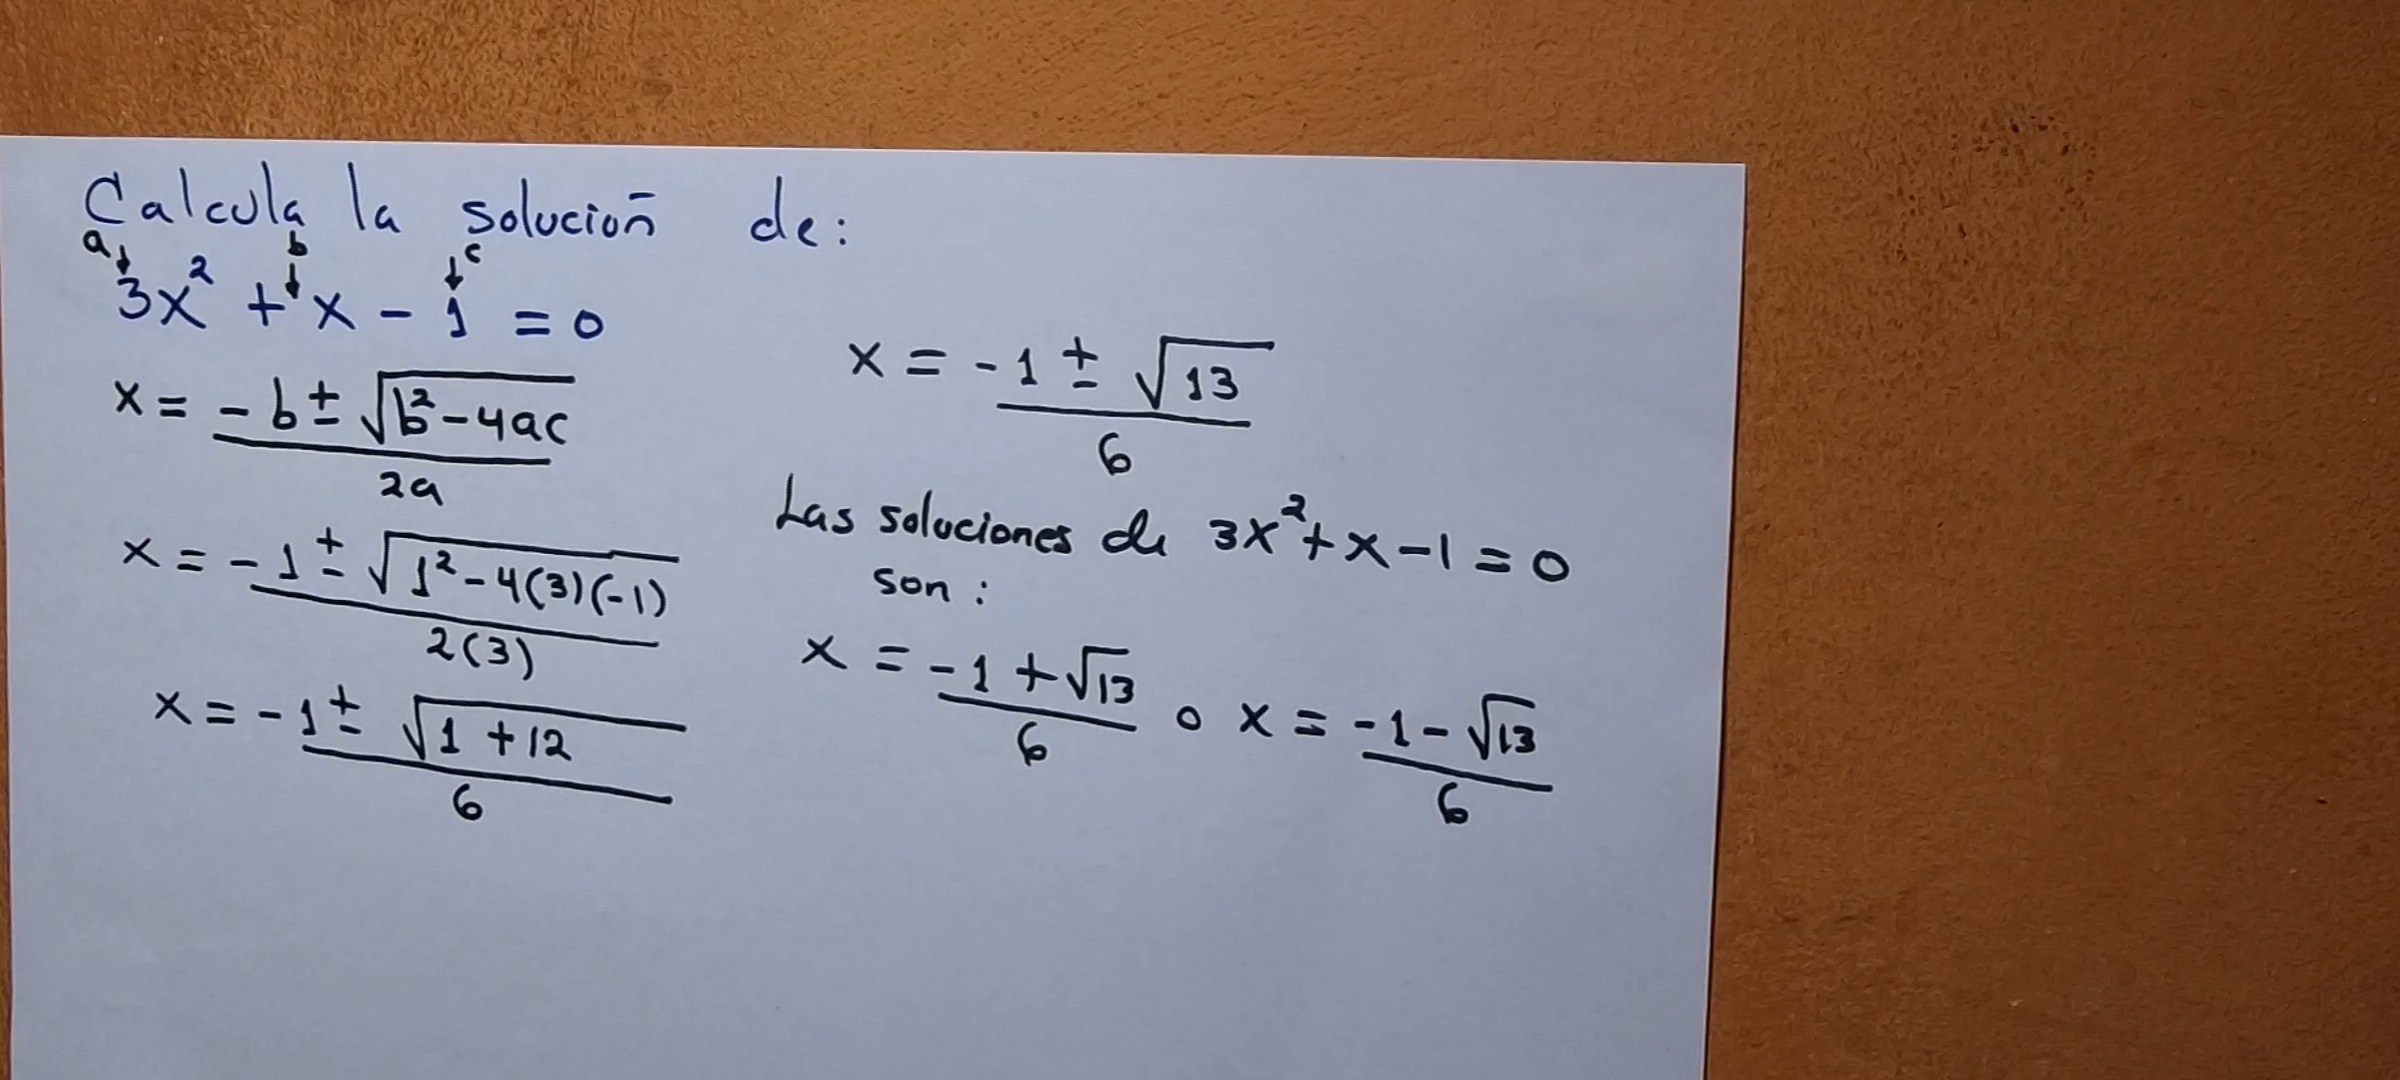 Calcula la solucioñ de:
a b c
3x² + 1x - 1 = 0
x = -b ± √b² - 4ac
2a
x = -1 ± √1² - 4(3)(-1)
2(3)
x = -1 ± √1 + 12
6
x = -1 ± √13
6
Las soluciones de 3x² + x - 1 = 0
son :
x = -1 + √13 o x = -1 - √13
6 6